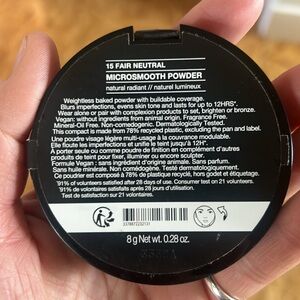 15 FAIR NEUTRAL
MICROSMOOTH POWDER
natural radiant // naturel lumineux
Weightless baked powder with buildable coverage.
Blurs imperfections, evens skin tone and lasts for up to 12HRS*.
Wear alone or pair with complexion products to set, brighten or bronze.
Vegan: without ingredients from animal origin. Fragrance Free.
Mineral-Oil Free. Non-comedogenic. Dermatologically Tested.
This compact is made from 78% recycled plastic, excluding the pan and label.
Une poudre visage légère multi-usage à la couvrance modulable.
Elle floute les imperfections et unifie le teint jusqu'à 12H*.
A porter seule ou comme poudre de finition en complément d'autres
produits de teint pour fixer, illuminer ou encore sculpter.
Formule Vegan : sans ingrédient d'origine animale. Sans parfum.
Sans huile minérale. Non comédogène. Testé dermatologiquement.
Ce poudrier est composé à 78% de plastique recyclé, hors godet et étiquette.
*91% of volunteers satisfied after 28 days of use. Consumer test on 21 volunteers.
*91% de volontaires satisfaits après 28 jours d'utilisation.
Test de satisfaction sur 21 volontaires.
8 g Net wt. 0.28 oz.